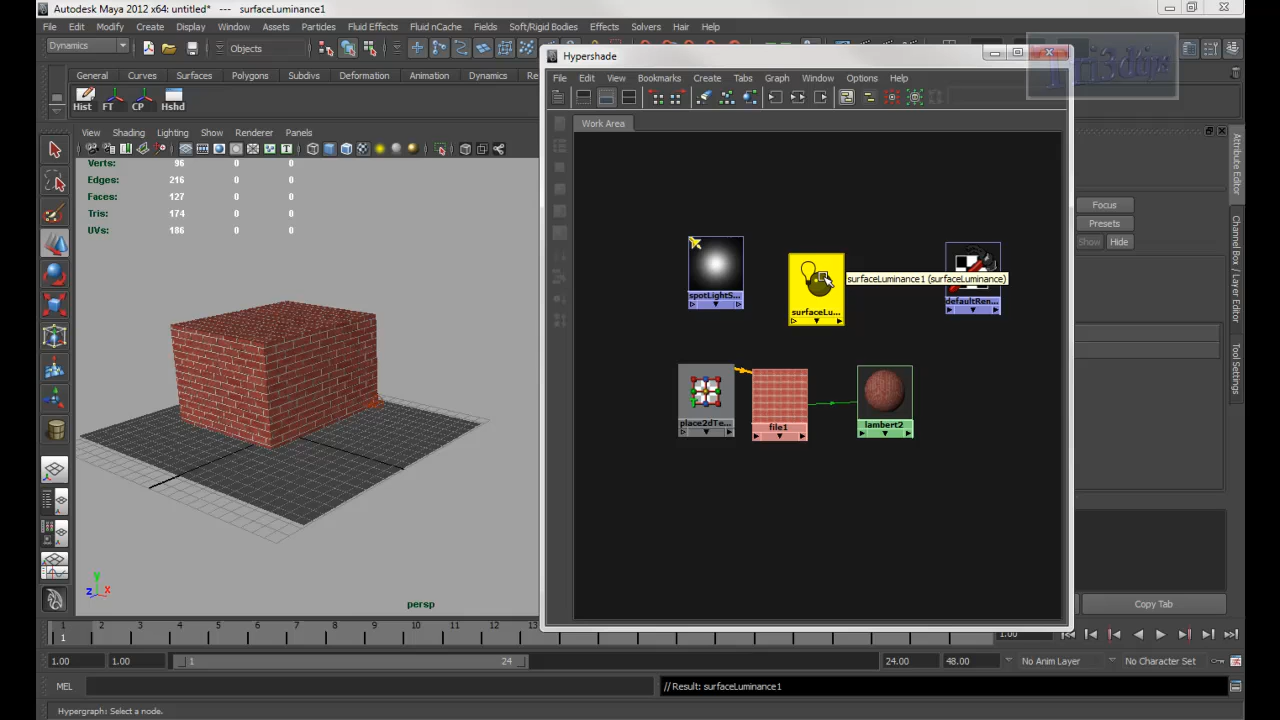 Autodesk Maya 2012 x64: untitled* --- surfaceLuminance1
File Edit Modify Create Display Window Assets Particles Fluid Effects Fluid nCache Fields Soft/Rigid Bodies Effects Solvers Hair Help
Dynamics Objects
General Curves Surfaces Polygons Subdivs Deformation Animation Dynamics
Hist FT CP Hshd
View Shading Lighting Show Renderer Panels
Verts: 96 0 0
Edges: 216 0 0
Faces: 127 0 0
Tris: 174 0 0
UVs: 186 0 0
persp
Hypershade
File Edit View Bookmarks Create Tabs Graph Window Options Help
Work Area
spotLightS...
surfaceLu...
surfaceLuminance1 (surfaceLuminance)
defaultRen...
place2dTe...
file1
lambert2
Focus
Presets
Show Hide
Attribute Editor
Channel Box / Layer Editor
Tool Settings
Copy Tab
1 2 3 4 5 6 7 8 9 10 11 12 13
1 1.00
1.00 1.00 1 24 24.00 48.00 No Anim Layer No Character Set
MEL // Result: surfaceLuminance1
Hypergraph: Select a node.